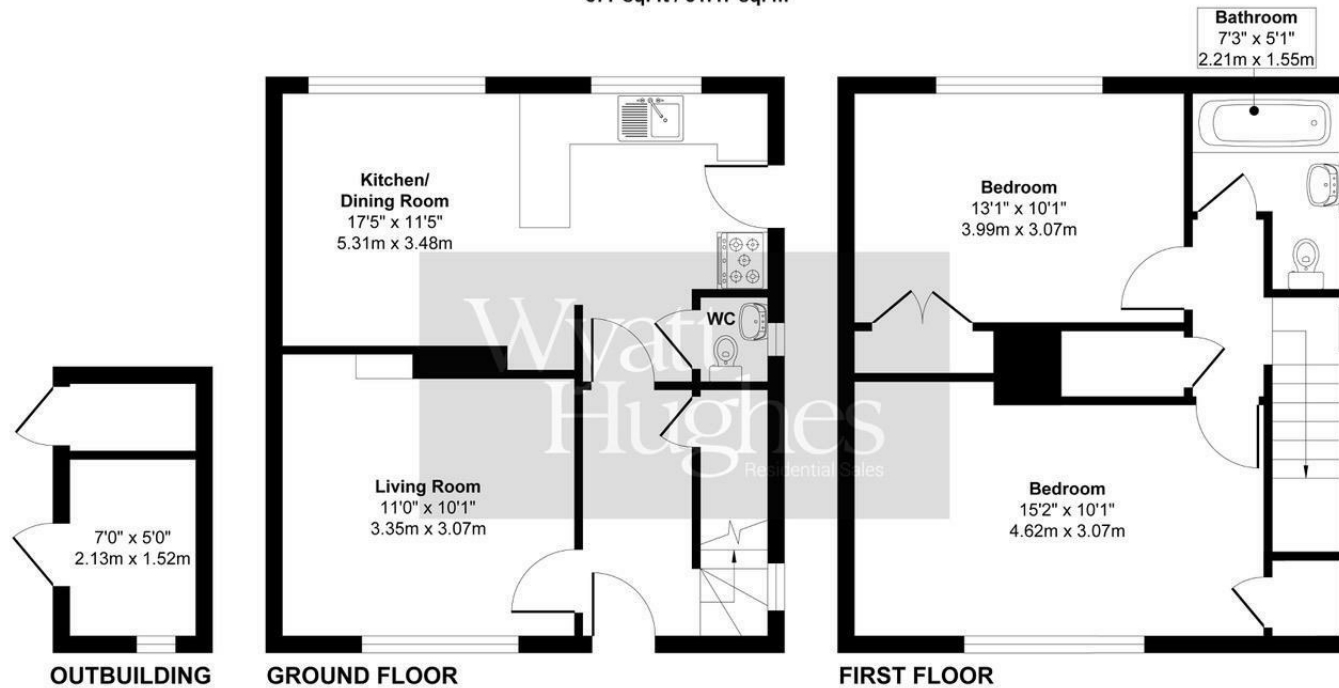 Bathroom
7'3" x 5'1"
2.21m x 1.55m
Kitchen/
Dining Room
17'5" x 11'5"
5.31m x 3.48m
Bedroom
13'1" x 10'1"
3.99m x 3.07m
WC
Wyatt
Hughes
Residential Sales
Living Room
11'0" x 10'1"
3.35m x 3.07m
Bedroom
15'2" x 10'1"
4.62m x 3.07m
7'0" x 5'0"
2.13m x 1.52m
OUTBUILDING
GROUND FLOOR
FIRST FLOOR